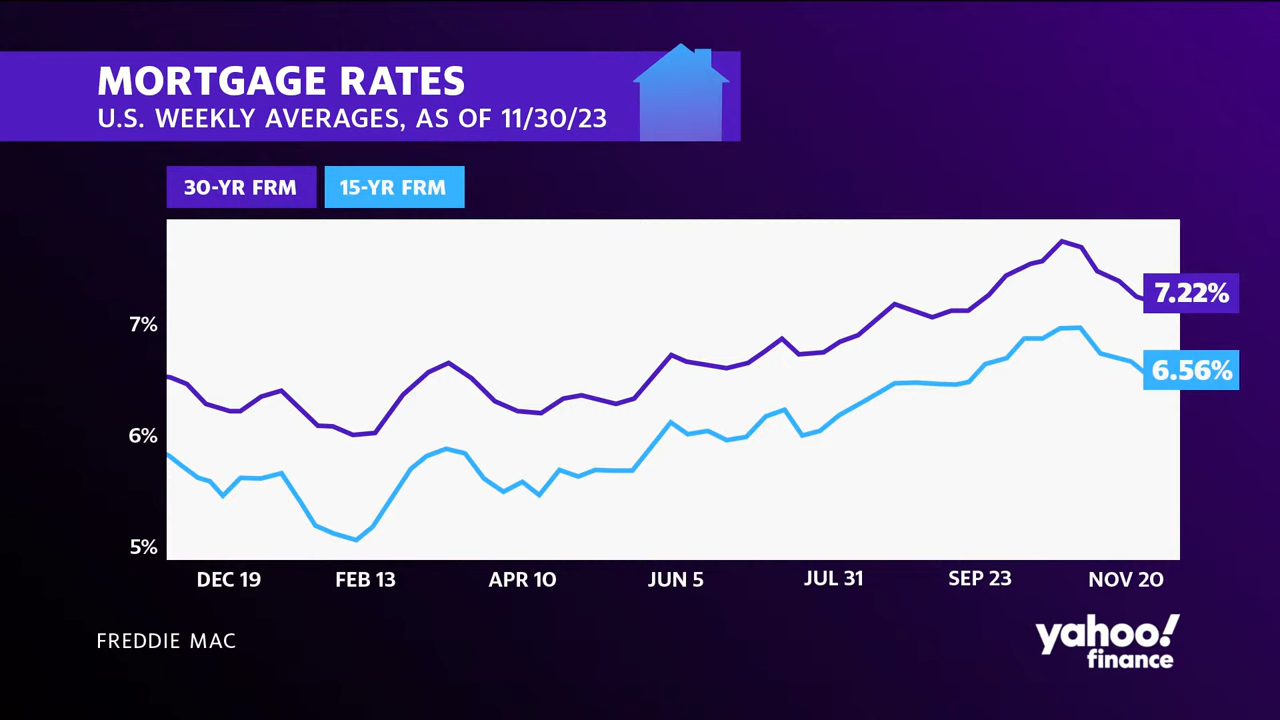 MORTGAGE RATES
U.S. WEEKLY AVERAGES, AS OF 11/30/23
30-YR FRM 15-YR FRM
7.22%
7%
6.56%
6%
5%
DEC 19 FEB 13 APR 10 JUN 5 JUL 31 SEP 23 NOV 20
FREDDIE MAC
yahoo!
finance